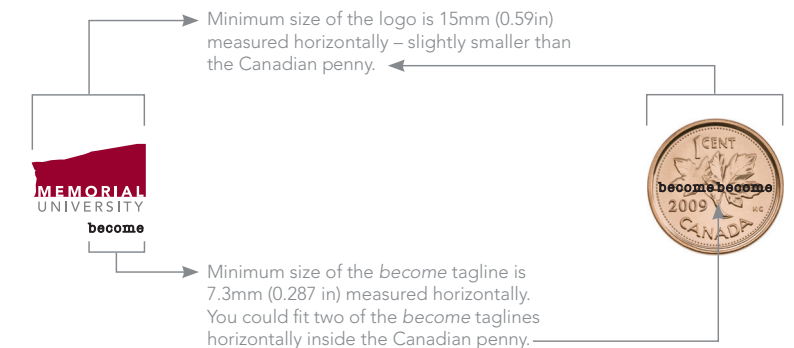 Minimum size of the logo is 15mm (0.59in)
measured horizontally – slightly smaller than
the Canadian penny.
MEMORIAL
UNIVERSITY
become
1 CENT
becomebecome
2009 KG
CANADA
Minimum size of the become tagline is
7.3mm (0.287 in) measured horizontally.
You could fit two of the become taglines
horizontally inside the Canadian penny.